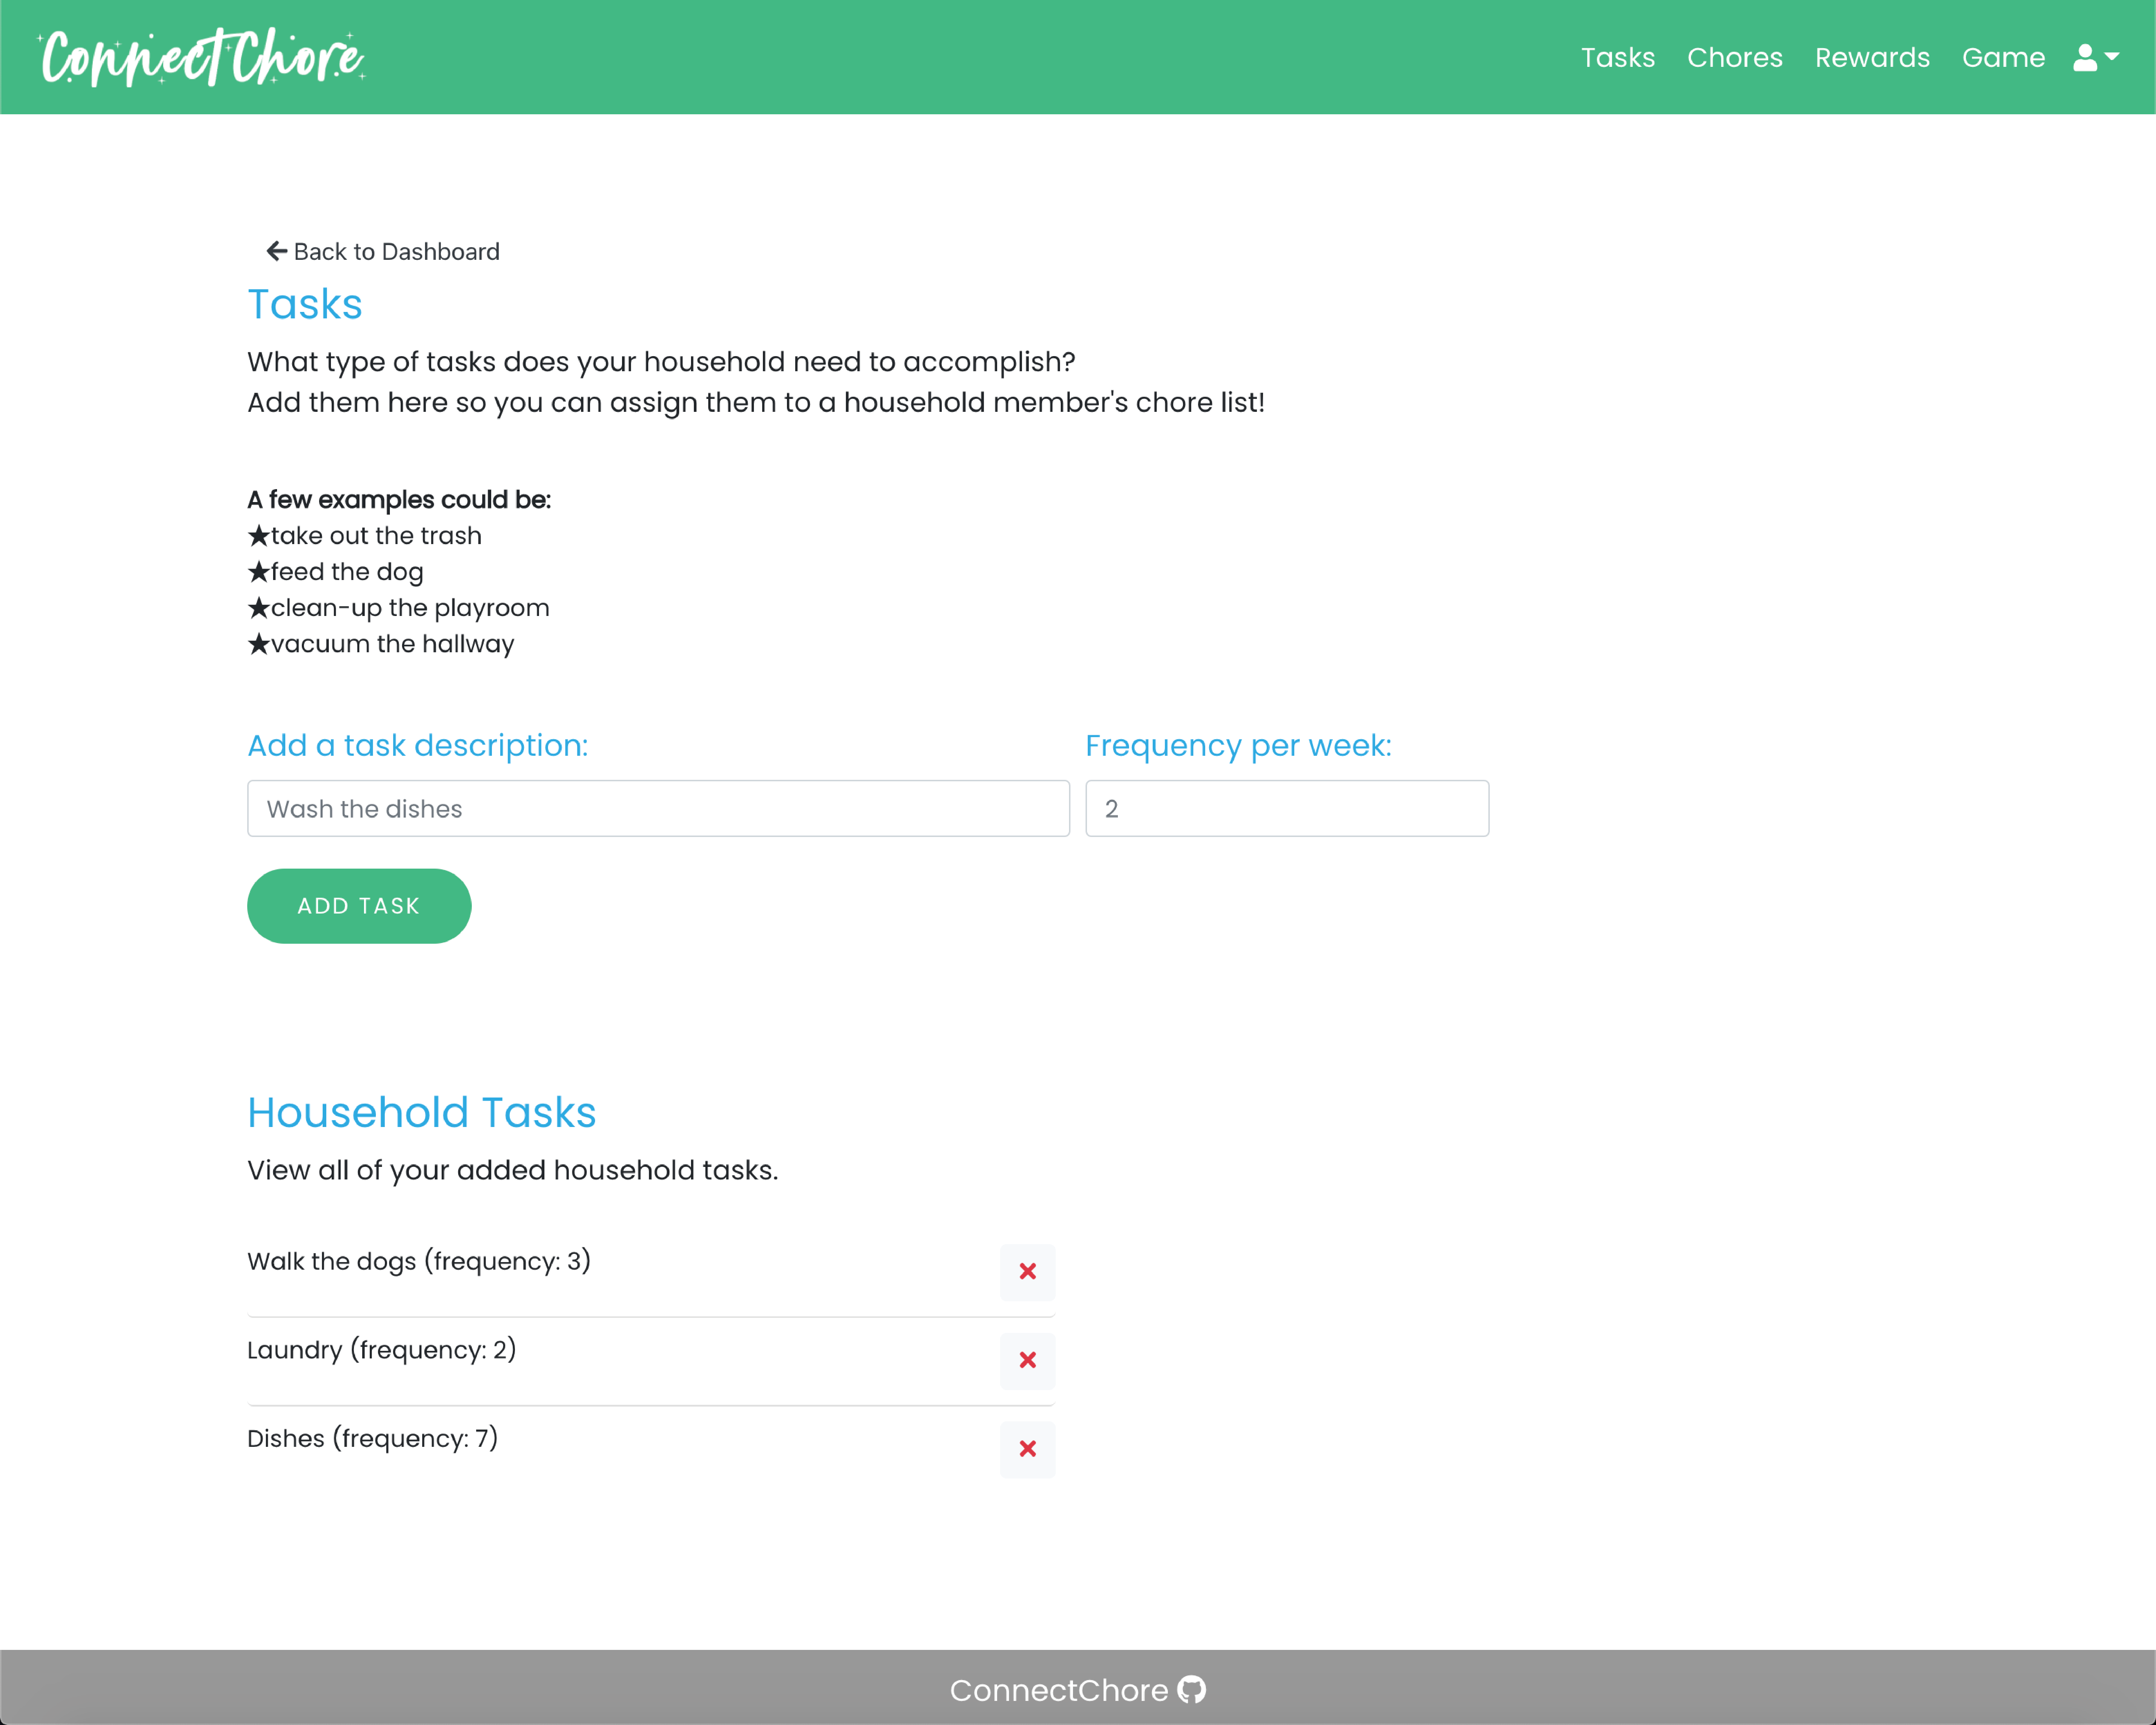 ConnectChore
Tasks Chores Rewards Game
Back to Dashboard
Tasks
What type of tasks does your household need to accomplish?
Add them here so you can assign them to a household member's chore list!
A few examples could be:
★take out the trash
★feed the dog
★clean-up the playroom
★vacuum the hallway
Add a task description: Frequency per week:
Wash the dishes 2
ADD TASK
Household Tasks
View all of your added household tasks.
Walk the dogs (frequency: 3)
Laundry (frequency: 2)
Dishes (frequency: 7)
ConnectChore